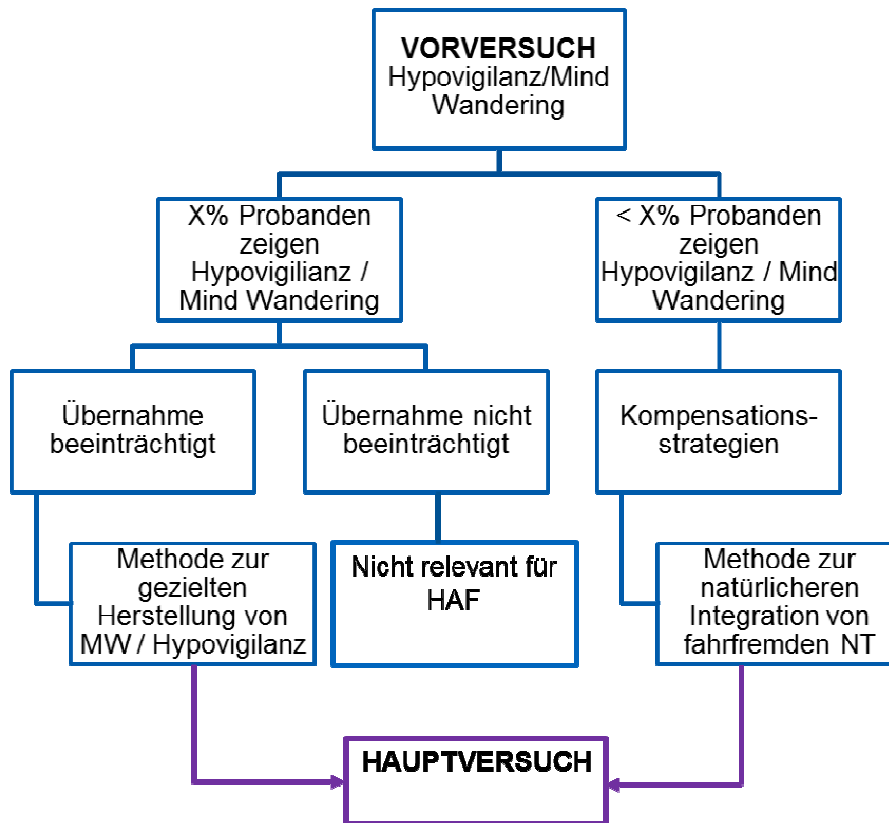 VORVERSUCH
Hypovigilanz/Mind
Wandering
X% Probanden
zeigen
Hypovigilianz /
Mind Wandering
< X% Probanden
zeigen
Hypovigilanz / Mind
Wandering
Übernahme
beeinträchtigt
Übernahme nicht
beeinträchtigt
Kompensations-
strategien
Methode zur
gezielten
Herstellung von
MW / Hypovigilanz
Nicht relevant für
HAF
Methode zur
natürlicheren
Integration von
fahrfremden NT
HAUPTVERSUCH